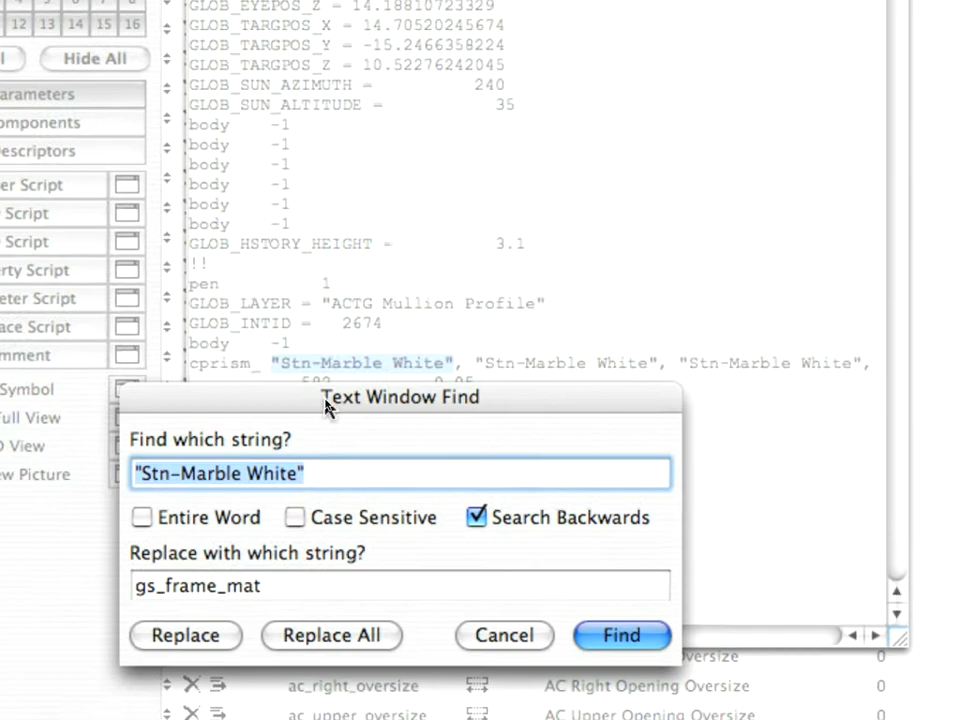 GLOB_EYEPOS_Z = 14.18810723329
12 13 14 15 16
GLOB_TARGPOS_X = 14.70520245674
GLOB_TARGPOS_Y = -15.2466358224
Hide All
GLOB_TARGPOS_Z = 10.52276242045
GLOB_SUN_AZIMUTH = 240
arameters
GLOB_SUN_ALTITUDE = 35
omponents
body -1
body -1
escriptors
body -1
er Script
body -1
body -1
Script
body -1
Script
GLOB_HSTORY_HEIGHT = 3.1
erty Script
!!
pen 1
eter Script
GLOB_LAYER = "ACTG Mullion Profile"
ace Script
GLOB_INTID = 2674
body -1
mment
cprism_ "Stn-Marble White", "Stn-Marble White", "Stn-Marble White",
Symbol
Text Window Find
ull View
Find which string?
D View
"Stn-Marble White"
ew Picture
Entire Word Case Sensitive Search Backwards
Replace with which string?
gs_frame_mat
Replace Replace All Cancel Find
versize 0
ac_right_oversize AC Right Opening Oversize 0
ac_upper_oversize AC Upper Opening Oversize 0